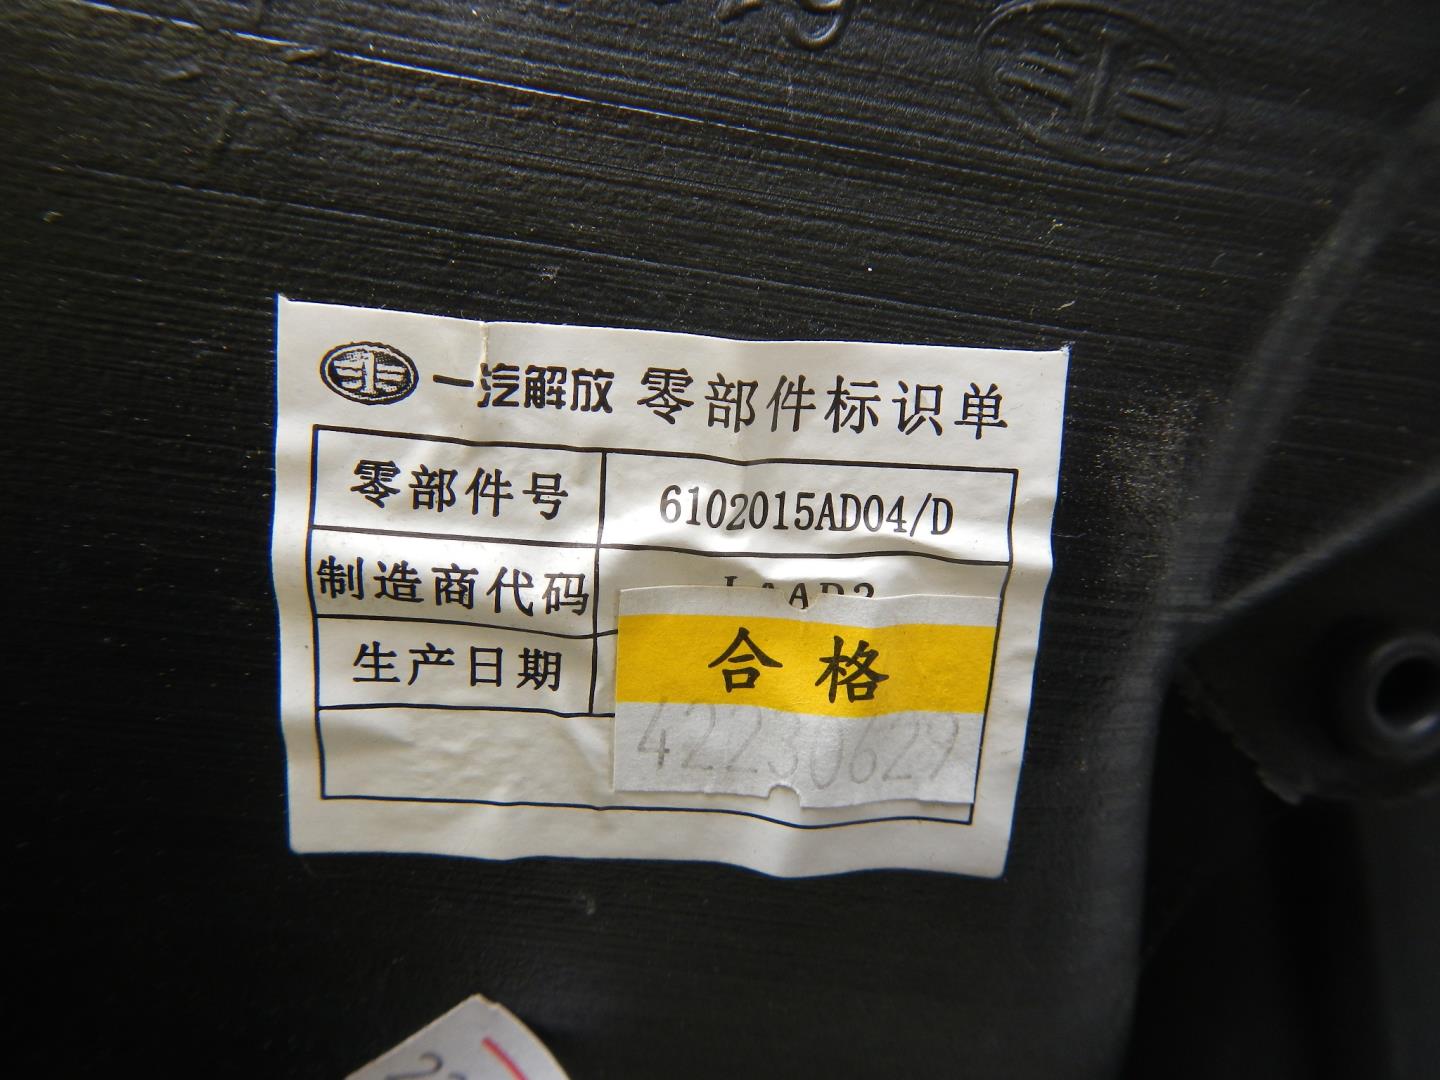 一汽解放 零部件标识单
零部件号 6102015AD04/D
制造商代码
生产日期
合格
42230629